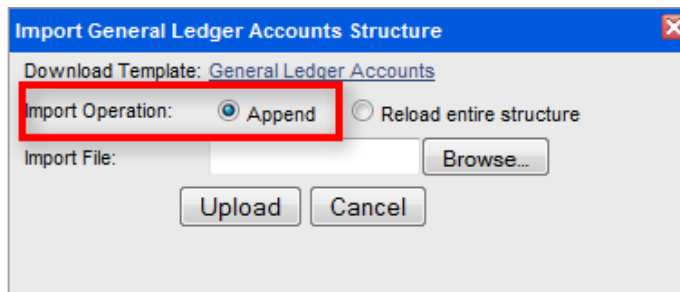 Import General Ledger Accounts Structure
Download Template: General Ledger Accounts
Import Operation: Append Reload entire structure
Import File: Browse...
Upload Cancel